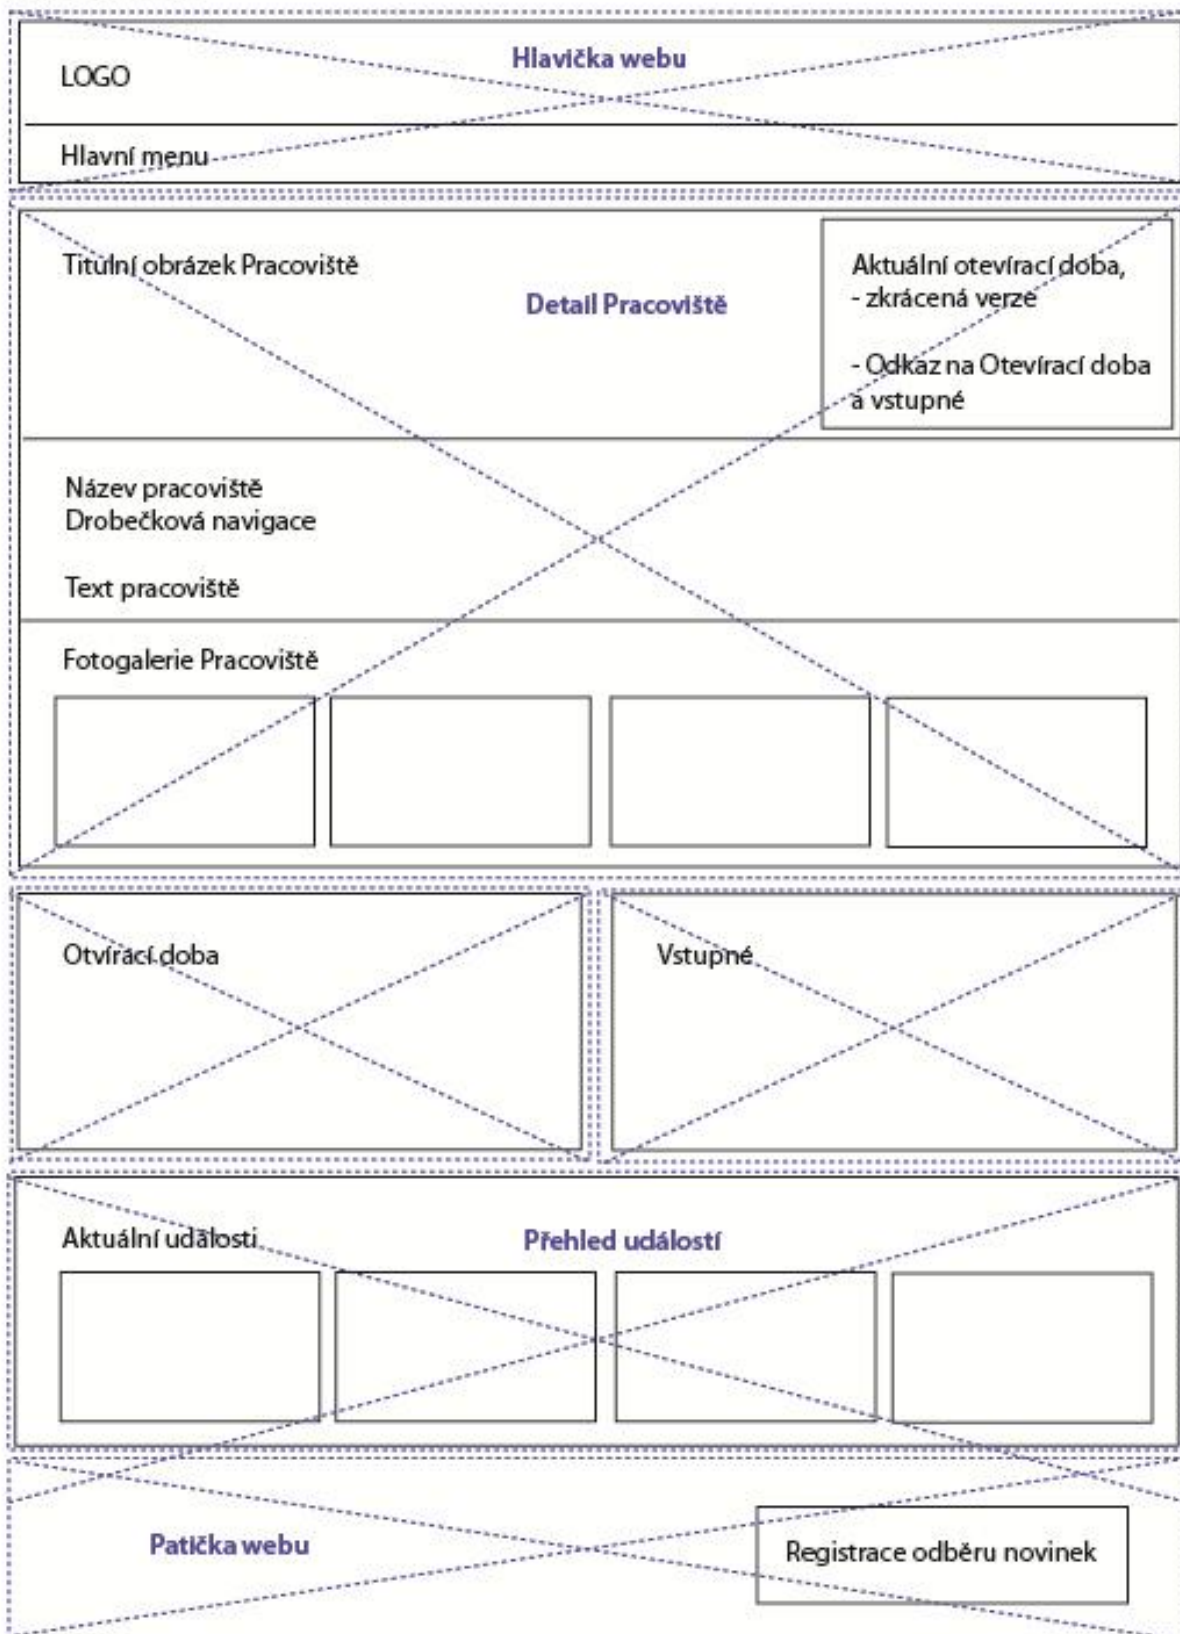 Hlavička webu
LOGO
Hlavní menu
Titulní obrázek Pracoviště
Detail Pracoviště
Aktuální otevírací doba,
- zkrácená verze
- Odkaz na Otevírací doba
a vstupné
Název pracoviště
Drobečková navigace
Text pracoviště
Fotogalerie Pracoviště
Otvírací doba
Vstupné
Aktuální události
Přehled událostí
Patička webu
Registrace odběru novinek